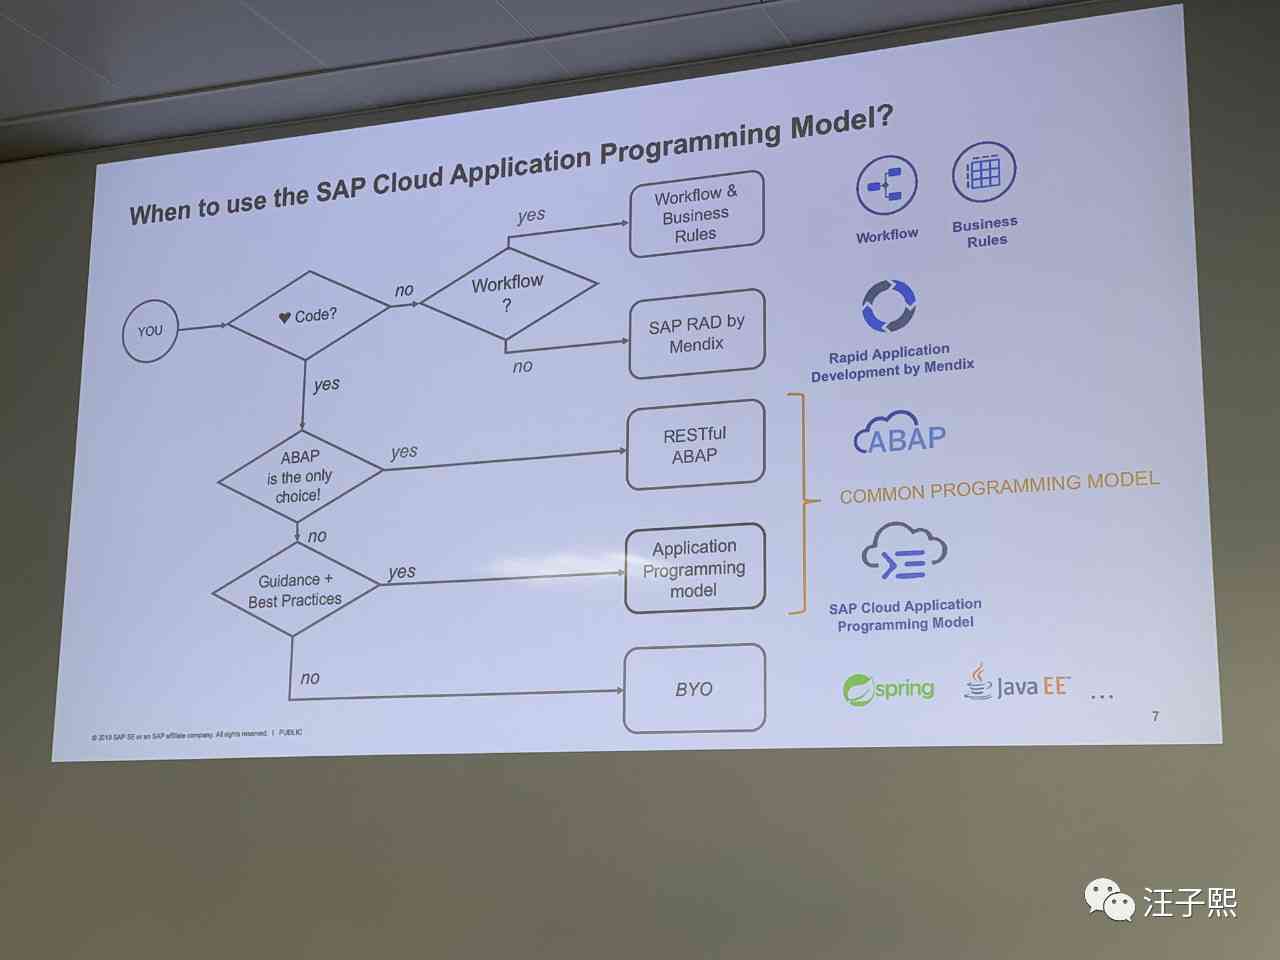 When to use the SAP Cloud Application Programming Model?
YOU
♥ Code?
no
yes
Workflow
?
yes
no
Workflow &
Business
Rules
SAP RAD by
Mendix
ABAP
is the only
choice!
yes
no
RESTful
ABAP
Guidance +
Best Practices
yes
no
Application
Programming
model
BYO
Workflow
Business
Rules
Rapid Application
Development by Mendix
ABAP
COMMON PROGRAMMING MODEL
SAP Cloud Application
Programming Model
spring
Java EE™
...
© 2019 SAP SE or an SAP affiliate company. All rights reserved. | PUBLIC
7
汪子熙